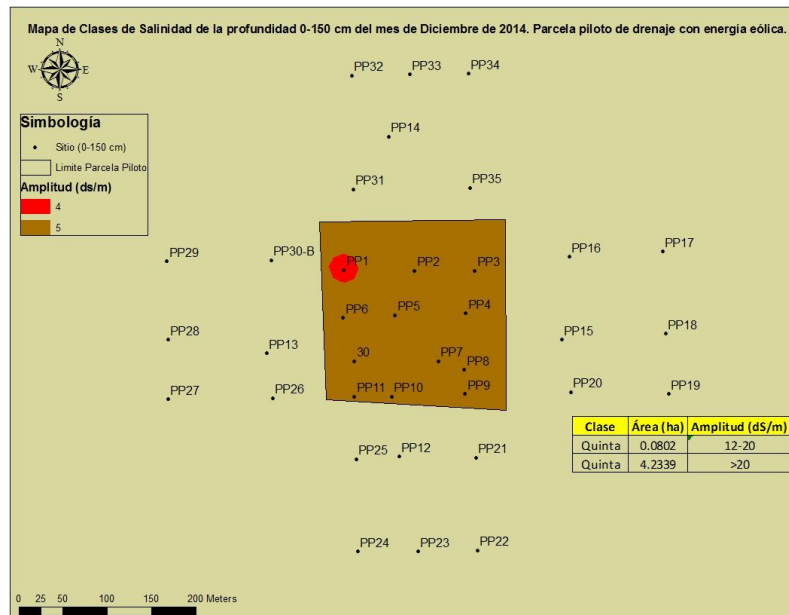 Mapa de Clases de Salinidad de la profundidad 0-150 cm del mes de Diciembre de 2014. Parcela piloto de drenaje con energía eólica.
N
W E
S
PP32 PP33 PP34
Simbología
Sitio (0-150 cm)
Limite Parcela Piloto
Amplitud (ds/m)
4
5
PP14
PP31 PP35
PP29 PP30-B PP1 PP2 PP3 PP16 PP17
PP6 PP5 PP4
PP28 PP13 30 PP7 PP8 PP15 PP18
PP27 PP26 PP11 PP10 PP9 PP20 PP19
Clase Área (ha) Amplitud (dS/m)
Quinta 0.0802 12-20
Quinta 4.2339 >20
PP25 PP12 PP21
PP24 PP23 PP22
0 25 50 100 150 200 Meters